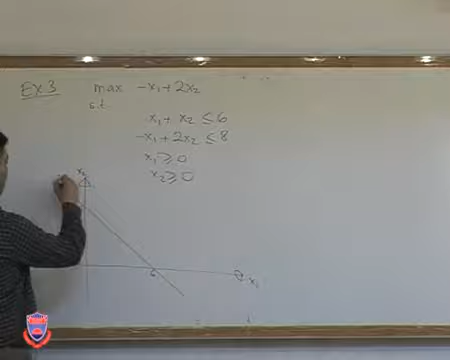 Ex 3 max -x₁ + 2x₂
s.t.
x₁ + x₂ ≤ 6
-x₁ + 2x₂ ≤ 8
x₁ ≥ 0
x₂ ≥ 0
x₂
6
x₁